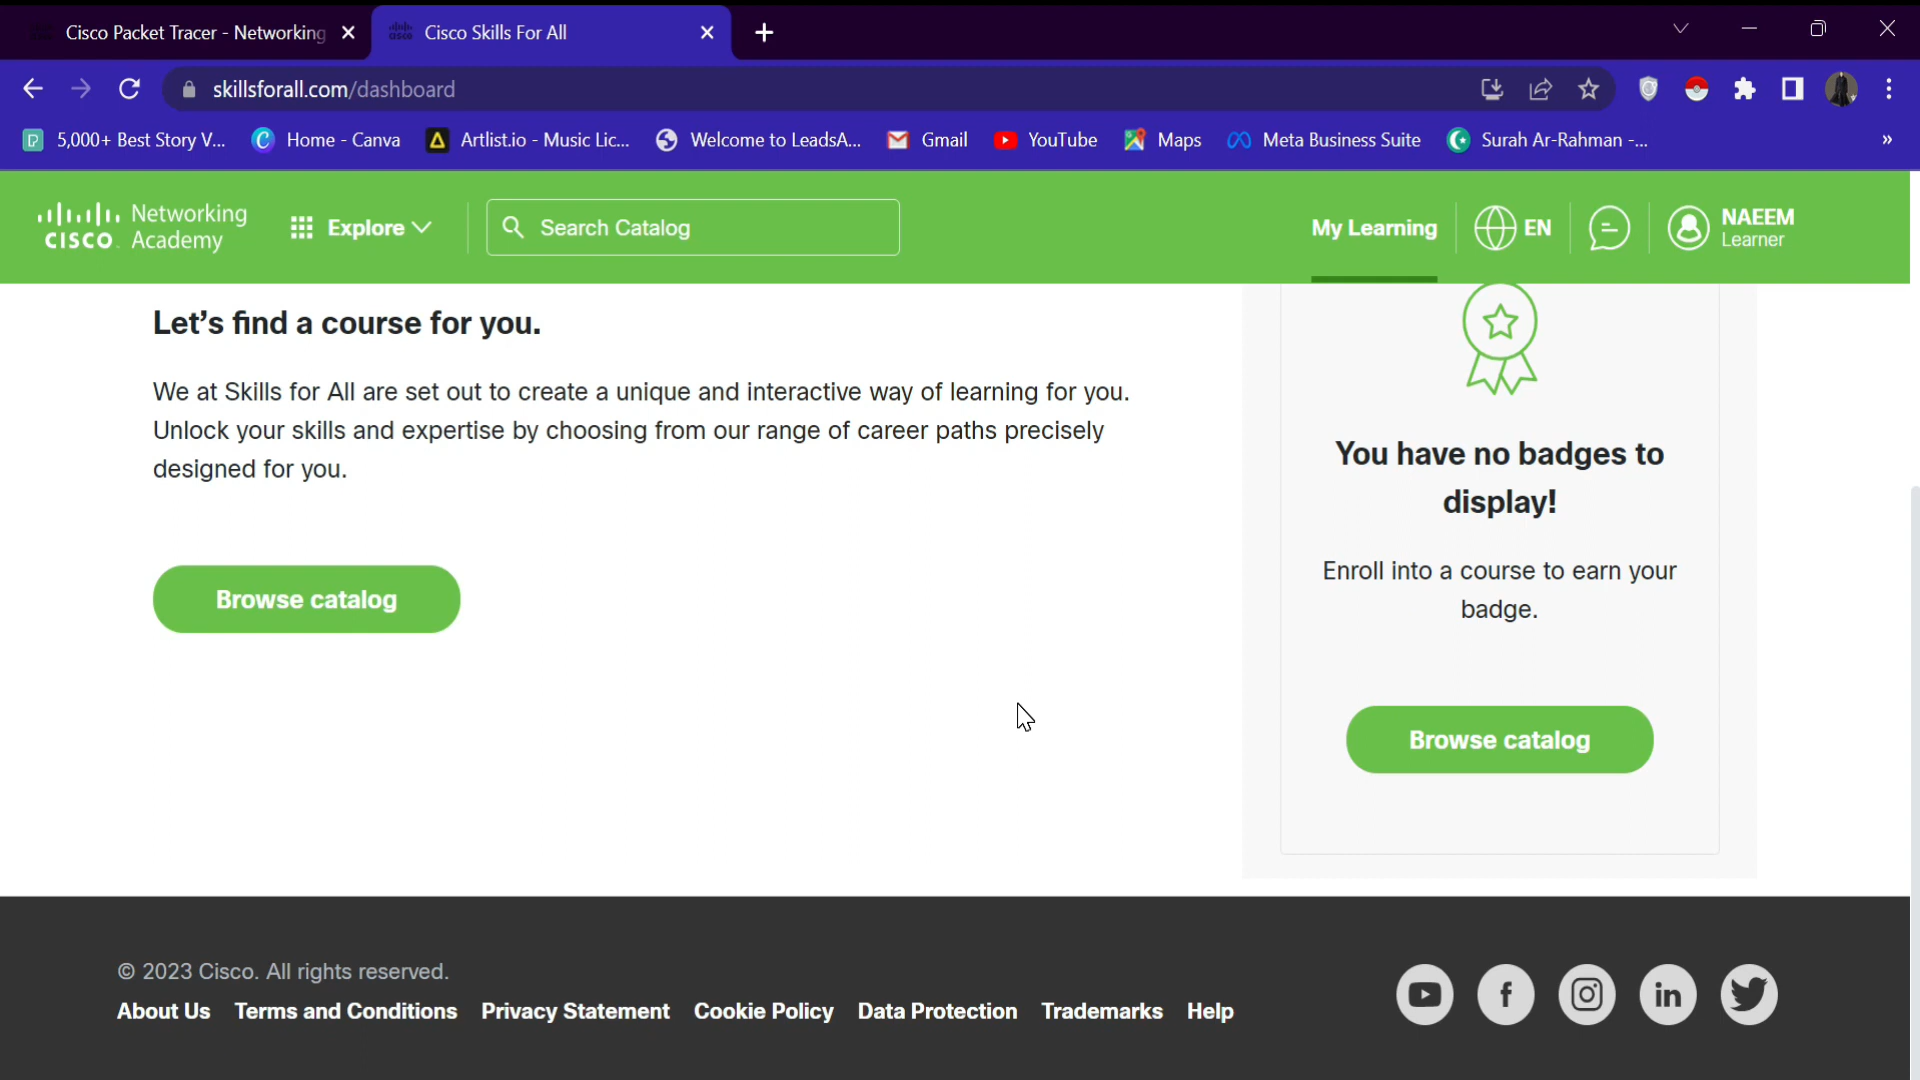 Cisco Packet Tracer - Networking
Cisco Skills For All
skillsforall.com/dashboard
5,000+ Best Story V...
Home - Canva
Artlist.io - Music Lic...
Welcome to LeadsA...
Gmail
YouTube
Maps
Meta Business Suite
Surah Ar-Rahman -...
»
CISCO Networking Academy
Explore
Search Catalog
My Learning
EN
NAEEM
Learner
Let's find a course for you.
We at Skills for All are set out to create a unique and interactive way of learning for you.
Unlock your skills and expertise by choosing from our range of career paths precisely
designed for you.
Browse catalog
You have no badges to
display!
Enroll into a course to earn your
badge.
Browse catalog
© 2023 Cisco. All rights reserved.
About Us Terms and Conditions Privacy Statement Cookie Policy Data Protection Trademarks Help